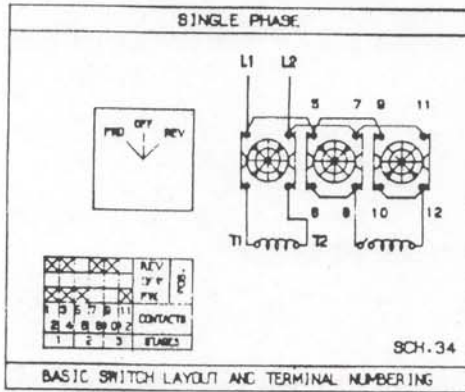 SINGLE PHASE
L1 L2
5 7 9 11
FWD OFF REV
6 8 10 12
T1 T2
REV
OFF
FWD
CONTACTS
1 2 3 STAGES
SCH.34
BASIC SWITCH LAYOUT AND TERMINAL NUMBERING